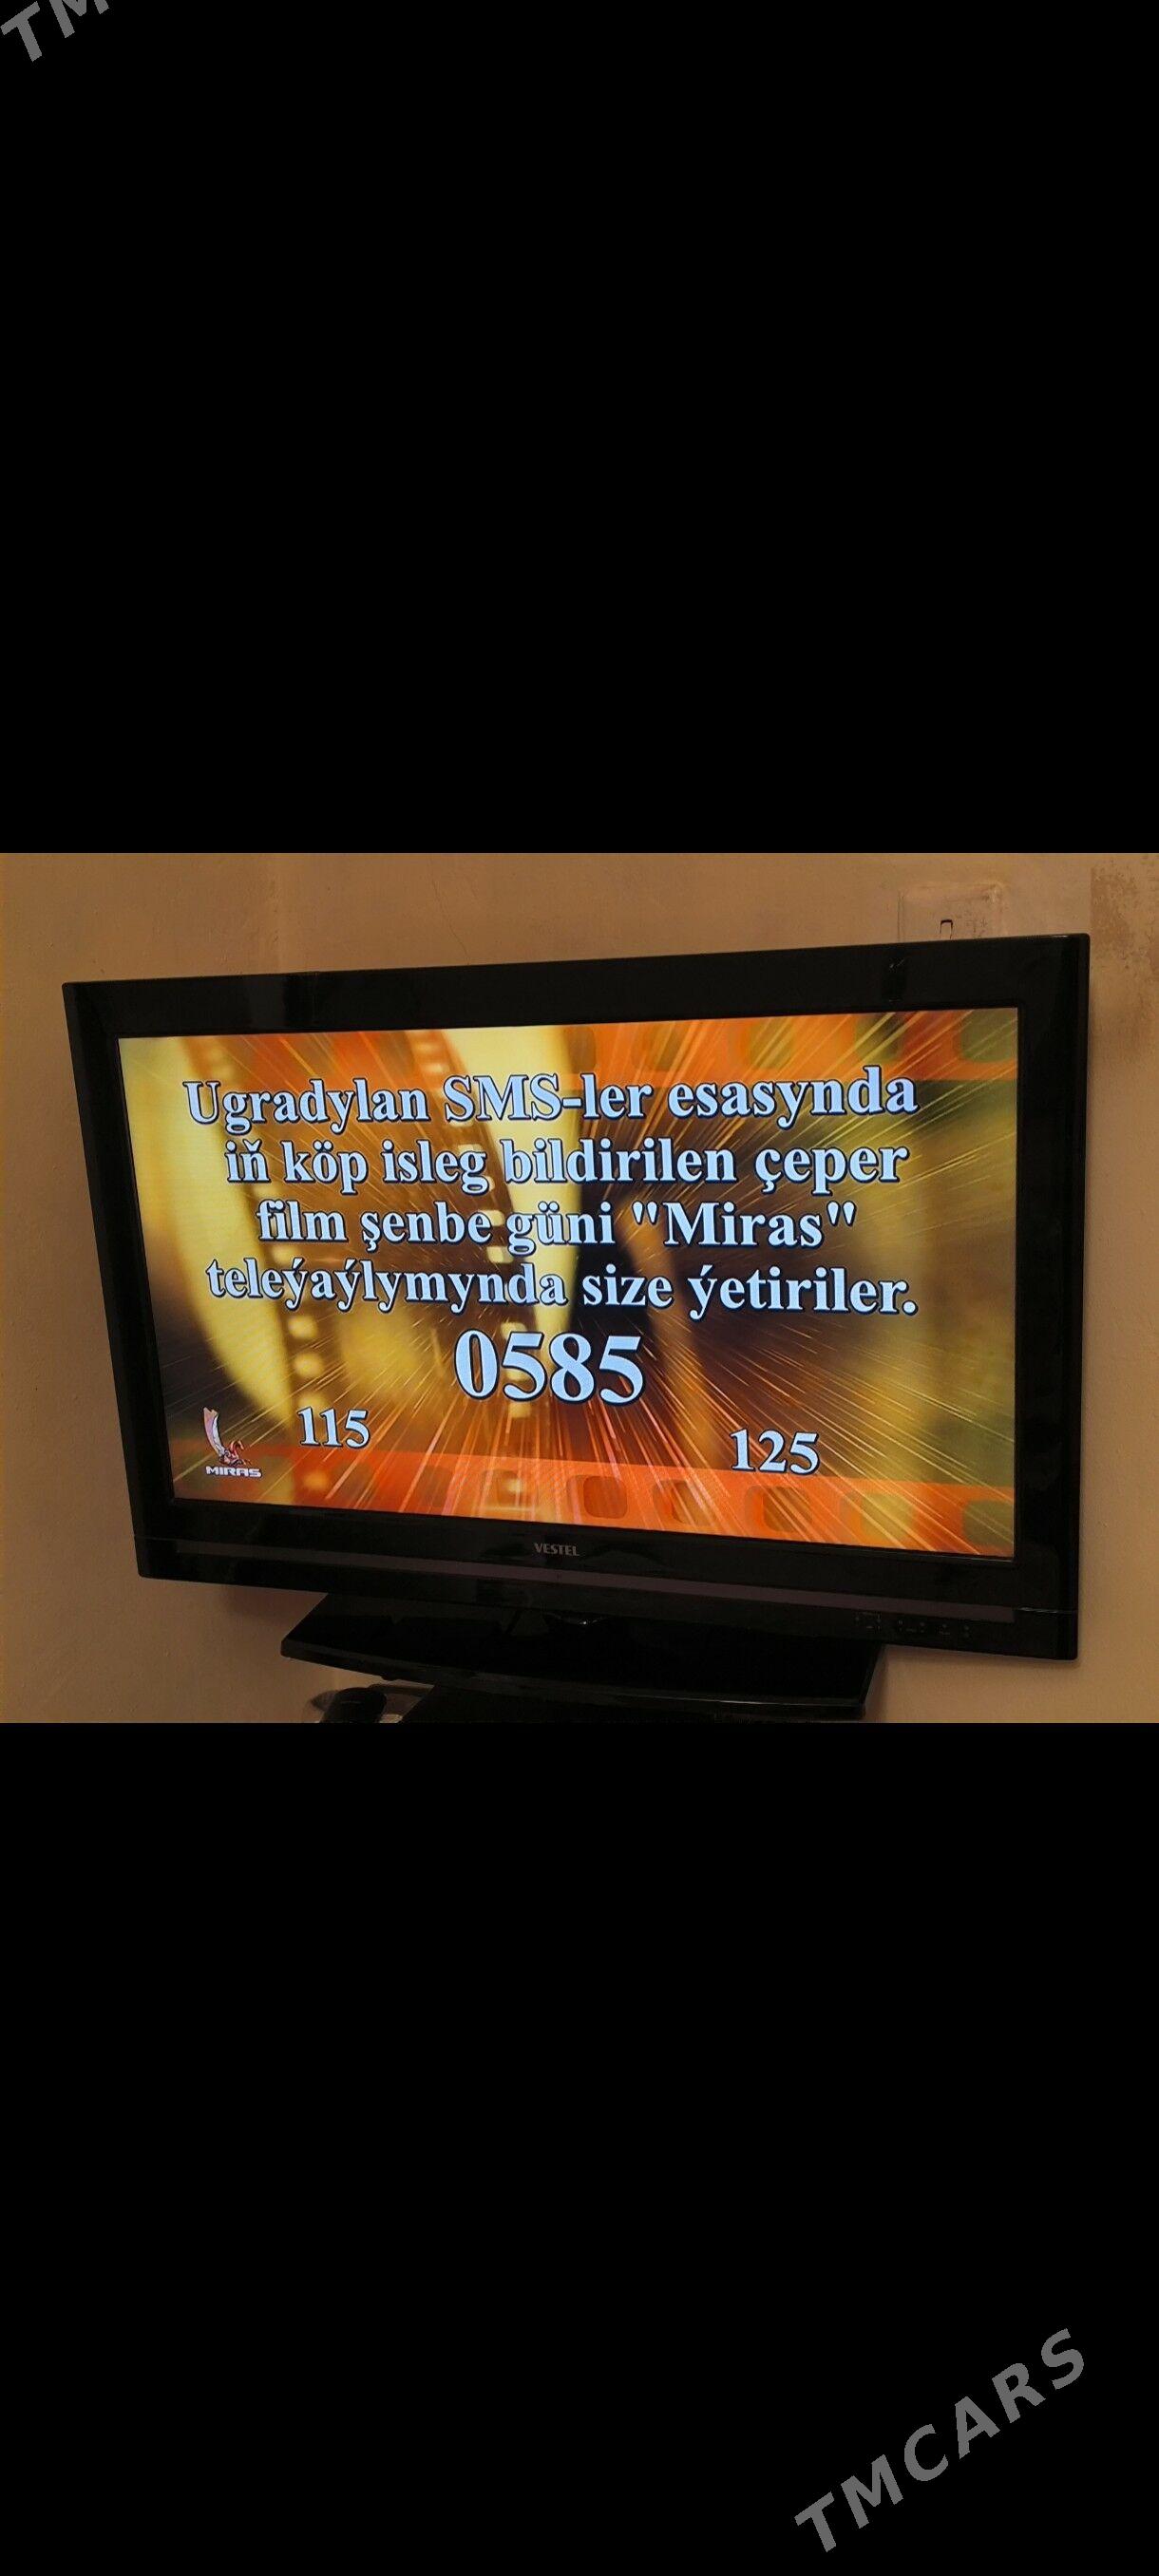 TM
Ugradylan SMS-ler esasynda
iň köp isleg bildirilen çeper
film şenbe güni "Miras"
teleýaýlymynda size ýetiriler.
0585
115
125
MIRAS
VESTEL
TMCARS